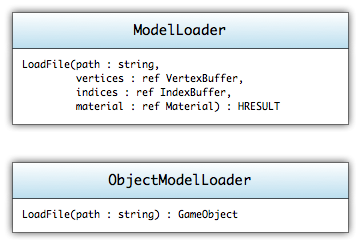 ModelLoader
LoadFile(path : string,
vertices : ref VertexBuffer,
indices : ref IndexBuffer,
material : ref Material) : HRESULT
ObjectModelLoader
LoadFile(path : string) : GameObject